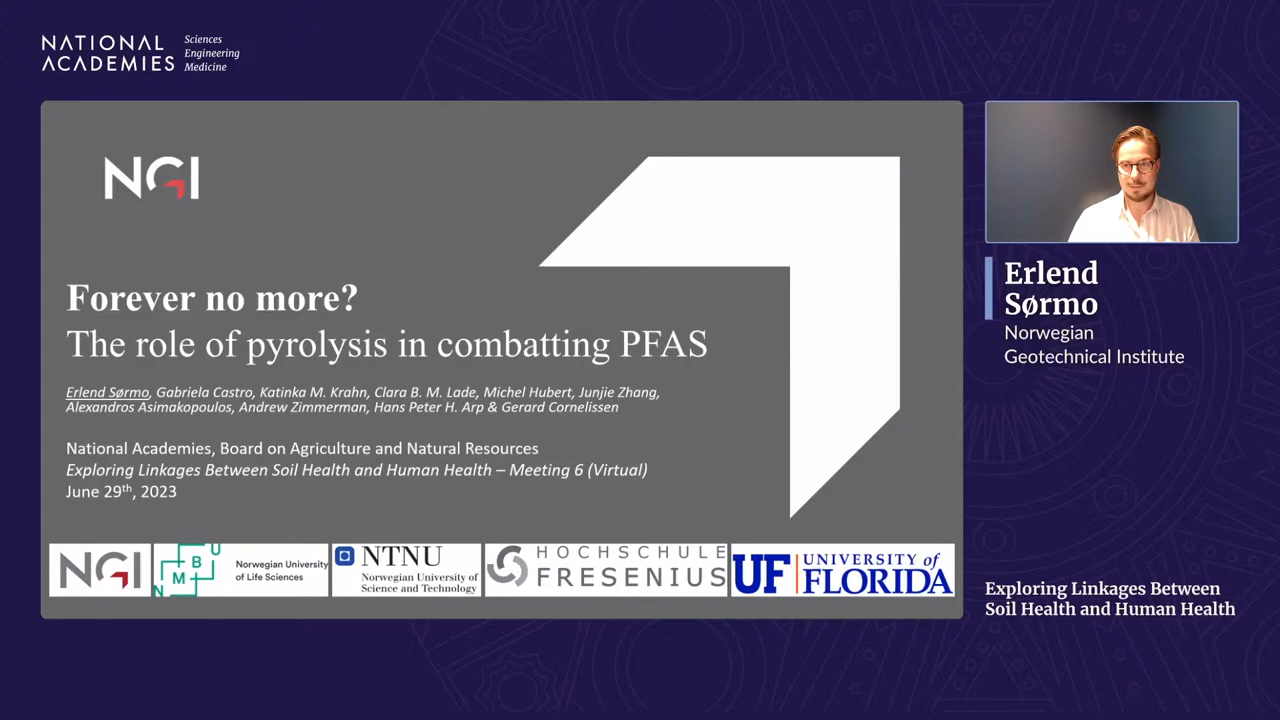 NATIONAL
ACADEMIES
Sciences
Engineering
Medicine
NGI
Forever no more?
The role of pyrolysis in combatting PFAS
Erlend Sørmo, Gabriela Castro, Katinka M. Krahn, Clara B. M. Lade, Michel Hubert, Junjie Zhang,
Alexandros Asimakopoulos, Andrew Zimmerman, Hans Peter H. Arp & Gerard Cornelissen
National Academies, Board on Agriculture and Natural Resources
Exploring Linkages Between Soil Health and Human Health – Meeting 6 (Virtual)
June 29th, 2023
NGI
N M B U
Norwegian University
of Life Sciences
NTNU
Norwegian University of
Science and Technology
HOCHSCHULE
FRESENIUS
UF UNIVERSITY of
FLORIDA
Erlend
Sørmo
Norwegian
Geotechnical Institute
Exploring Linkages Between
Soil Health and Human Health